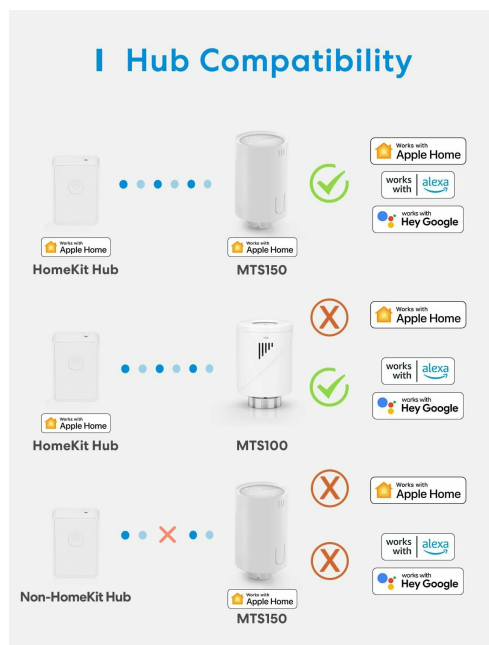 Hub Compatibility
Works with
Apple Home
works with
alexa
works with
Hey Google
Works with
Apple Home
Works with
Apple Home
HomeKit Hub
MTS150
Works with
Apple Home
works with
alexa
works with
Hey Google
Works with
Apple Home
HomeKit Hub
MTS100
Works with
Apple Home
works with
alexa
works with
Hey Google
Non-HomeKit Hub
Works with
Apple Home
MTS150